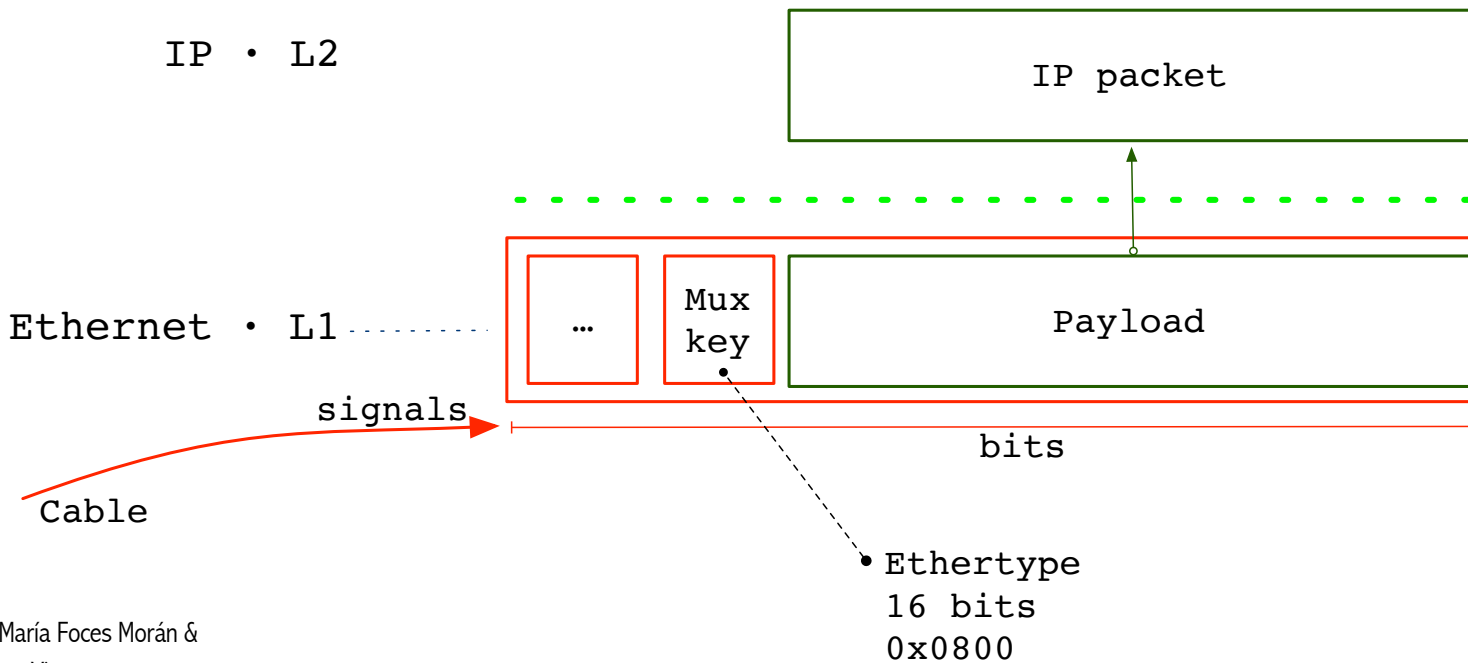 IP · L2
IP packet
Ethernet · L1
...
Mux
key
Payload
signals
bits
Cable
Ethertype
16 bits
0x0800
María Foces Morán &